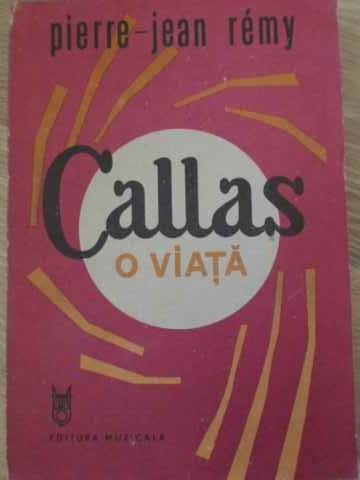 pierre-jean rémy
Callas
O VIAȚĂ
EDITURA MUZICALĂ